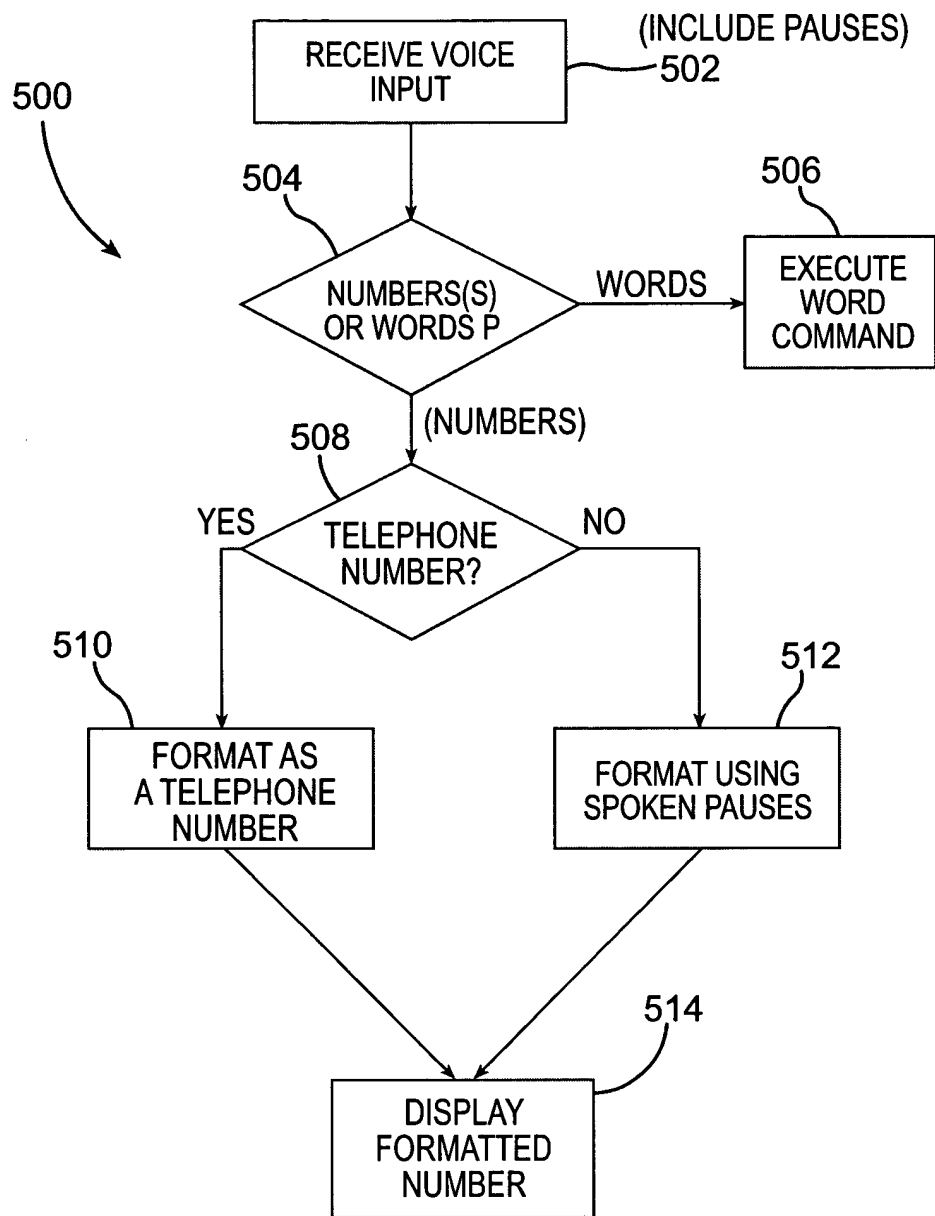 (INCLUDE PAUSES)
RECEIVE VOICE
INPUT
502
500
504
506
NUMBERS(S)
OR WORDS P
WORDS
EXECUTE
WORD
COMMAND
(NUMBERS)
508
YES
NO
TELEPHONE
NUMBER?
510
512
FORMAT AS
A TELEPHONE
NUMBER
FORMAT USING
SPOKEN PAUSES
514
DISPLAY
FORMATTED
NUMBER